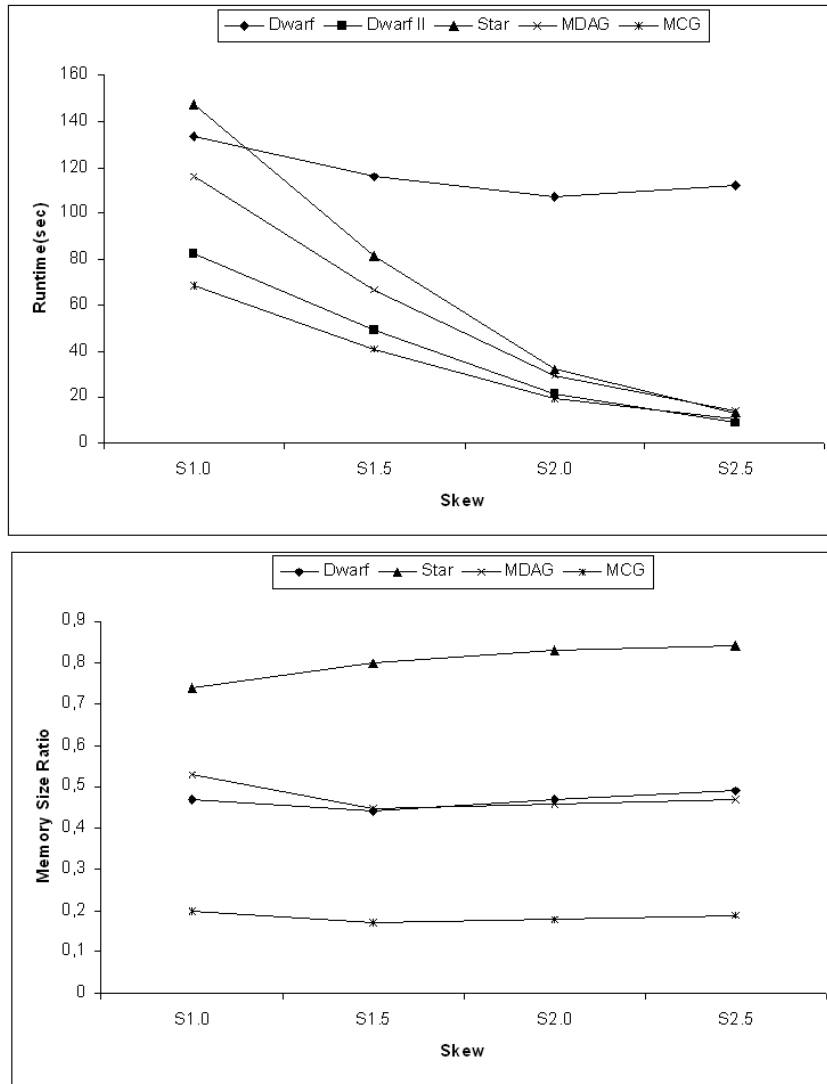 Dwarf Dwarf II Star MDAG MCG
160
140
120
100
80
60
40
20
0
Runtime(sec)
S1.0 S1.5 S2.0 S2.5
Skew
Dwarf Star MDAG MCG
0,9
0,8
0,7
0,6
0,5
0,4
0,3
0,2
0,1
0
Memory Size Ratio
S1.0 S1.5 S2.0 S2.5
Skew